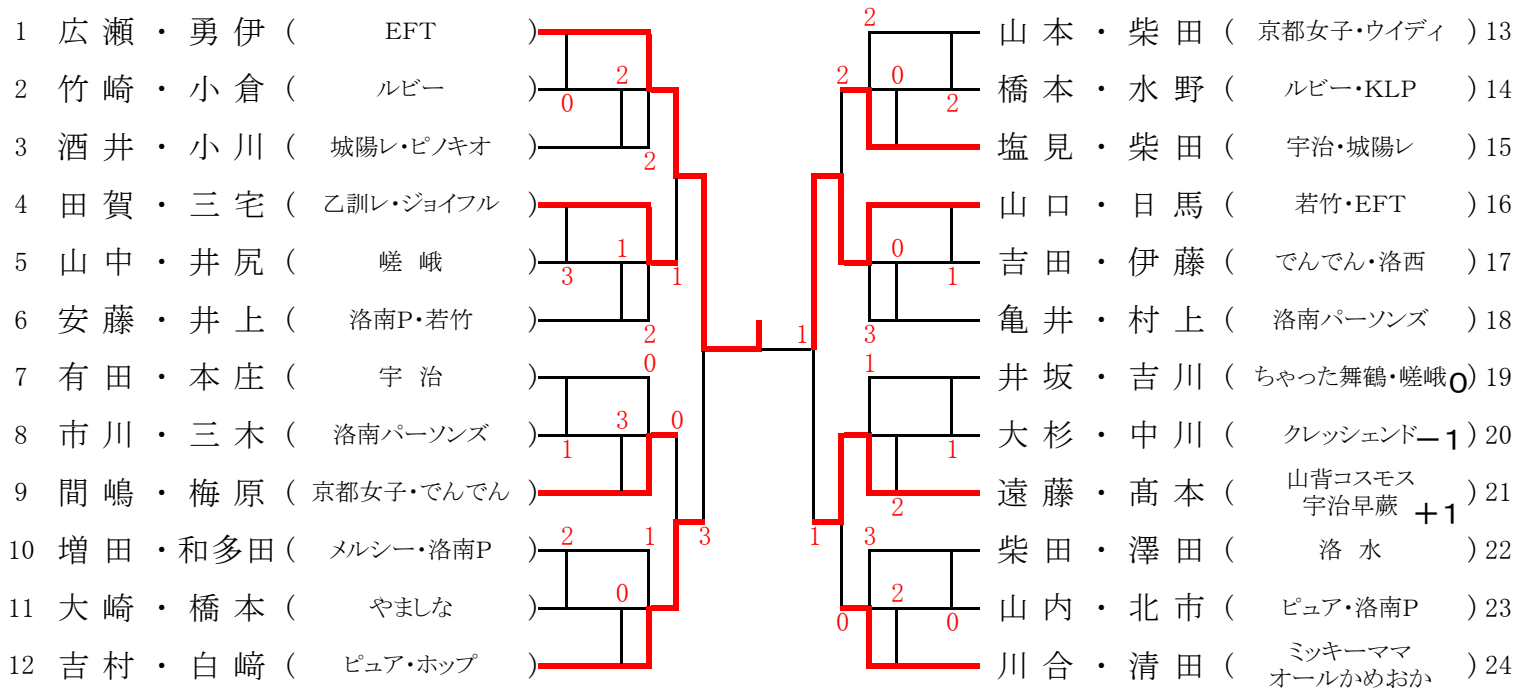 1 広瀬・勇伊 ( EFT )
2 竹崎・小倉 ( ルビー )
3 酒井・小川 ( 城陽レ・ピノキオ )
4 田賀・三宅 ( 乙訓レ・ジョイフル )
5 山中・井尻 ( 嵯峨 )
6 安藤・井上 ( 洛南P・若竹 )
7 有田・本庄 ( 宇治 )
8 市川・三木 ( 洛南パーソンズ )
9 間嶋・梅原 ( 京都女子・でんでん )
10 増田・和多田 ( メルシー・洛南P )
11 大崎・橋本 ( やましな )
12 吉村・白﨑 ( ピュア・ホップ )
0
2
2
1
3
1
2
0
3
0
1
2
1
3
0
1
山本・柴田 ( 京都女子・ウイディ ) 13
橋本・水野 ( ルビー・KLP ) 14
塩見・柴田 ( 宇治・城陽レ ) 15
山口・日馬 ( 若竹・EFT ) 16
吉田・伊藤 ( でんでん・洛西 ) 17
亀井・村上 ( 洛南パーソンズ ) 18
井坂・吉川 ( ちゃった舞鶴・嵯峨0 ) 19
大杉・中川 ( クレッシェンド－1 ) 20
遠藤・髙本 ( 山背コスモス
宇治早蕨 ＋1 ) 21
柴田・澤田 ( 洛水 ) 22
山内・北市 ( ピュア・洛南P ) 23
川合・清田 ( ミッキーママ
オールかめおか ) 24
2
2
0
2
0
1
3
1
1
2
1
3
2
0
0